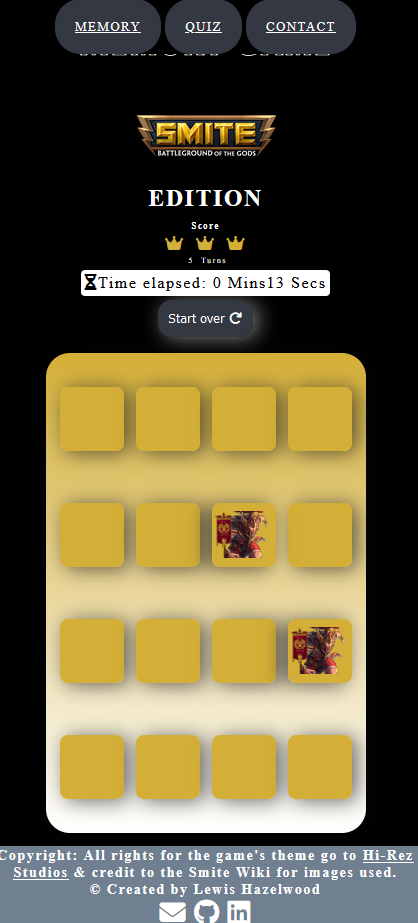 MEMORY
QUIZ
CONTACT
SMITE
BATTLEGROUND OF THE GODS
EDITION
Score
5 Turns
Time elapsed: 0 Mins13 Secs
Start over
Copyright: All rights for the game's theme go to Hi-Rez
Studios & credit to the Smite Wiki for images used.
© Created by Lewis Hazelwood